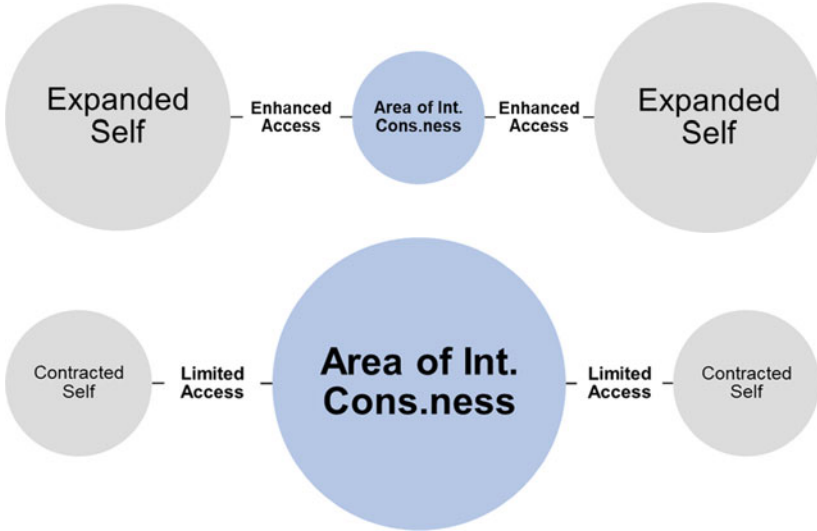 Expanded
Self
Enhanced
Access
Area of Int.
Cons.ness
Enhanced
Access
Expanded
Self
Contracted
Self
Limited
Access
Area of Int.
Cons.ness
Limited
Access
Contracted
Self